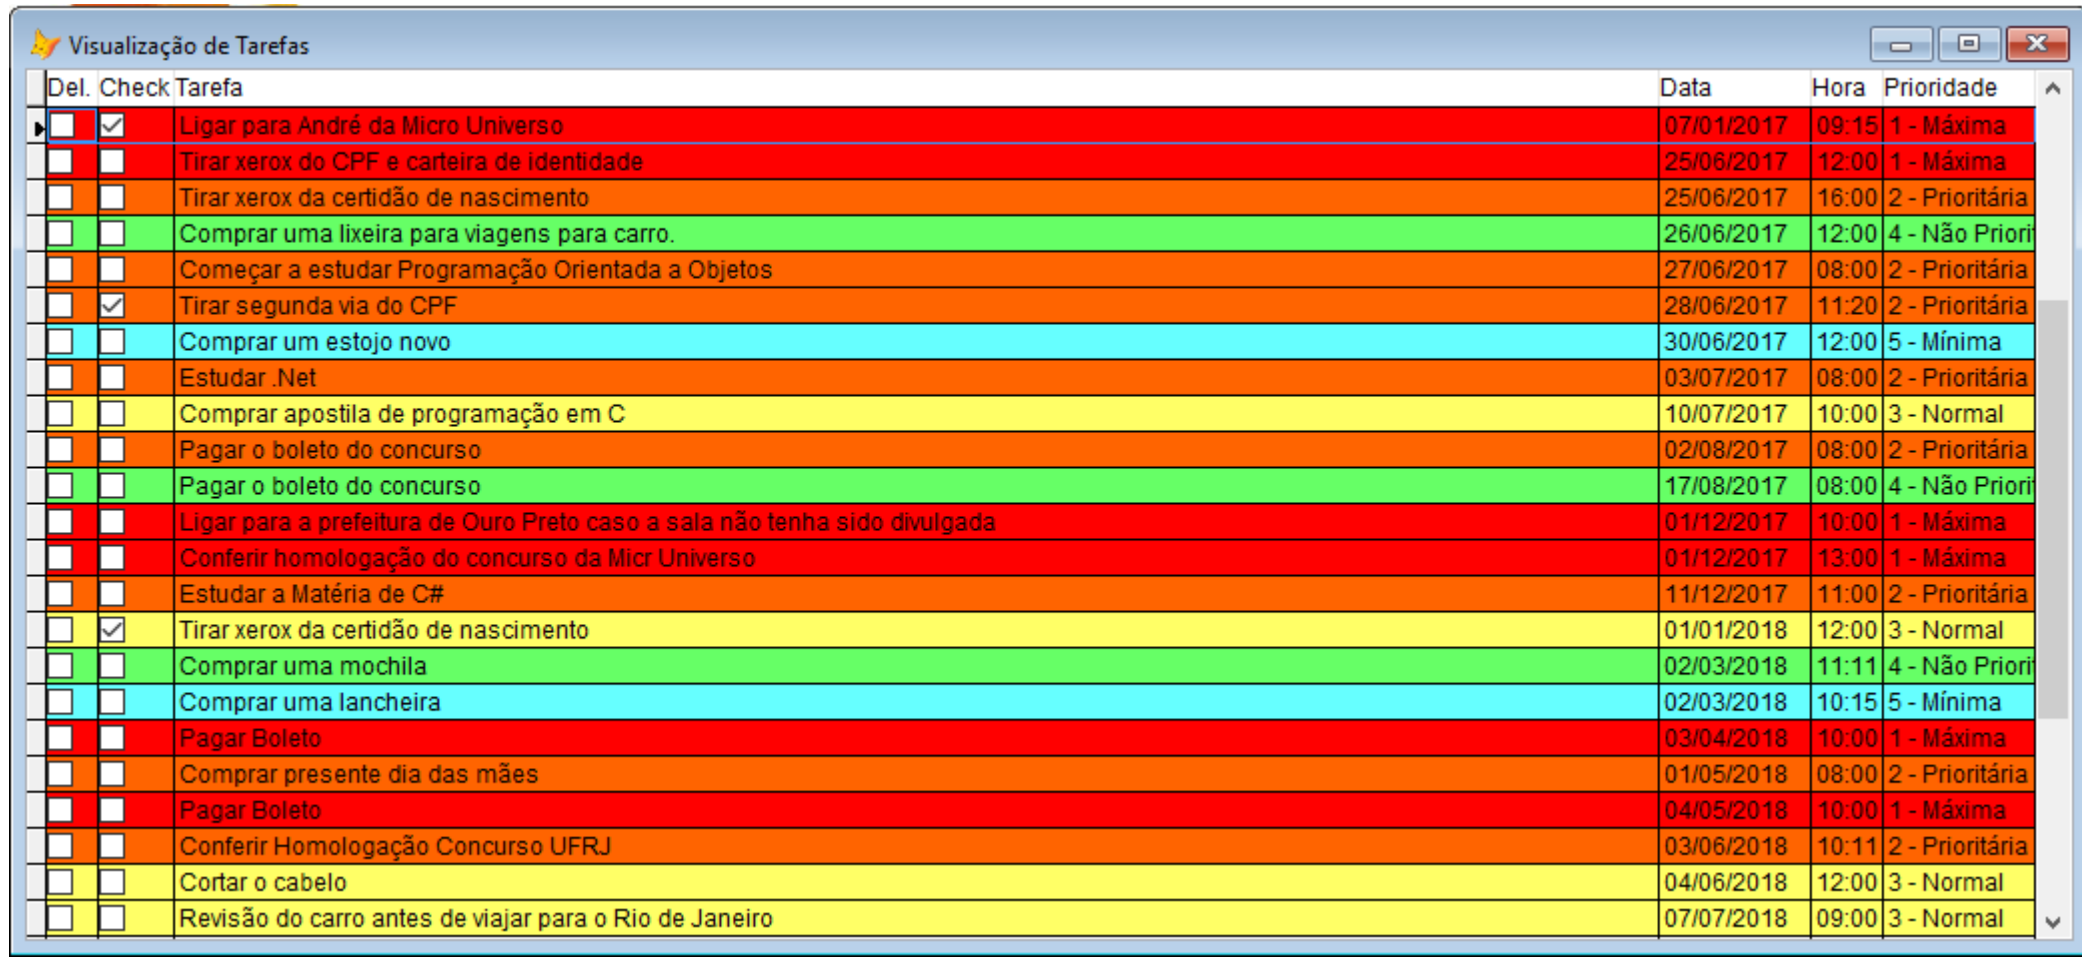 Visualização de Tarefas
Del. Check Tarefa Data Hora Prioridade
Ligar para André da Micro Universo 07/01/2017 09:15 1 - Máxima
Tirar xerox do CPF e carteira de identidade 25/06/2017 12:00 1 - Máxima
Tirar xerox da certidão de nascimento 25/06/2017 16:00 2 - Prioritária
Comprar uma lixeira para viagens para carro. 26/06/2017 12:00 4 - Não Priori
Começar a estudar Programação Orientada a Objetos 27/06/2017 08:00 2 - Prioritária
Tirar segunda via do CPF 28/06/2017 11:20 2 - Prioritária
Comprar um estojo novo 30/06/2017 12:00 5 - Mínima
Estudar .Net 03/07/2017 08:00 2 - Prioritária
Comprar apostila de programação em C 10/07/2017 10:00 3 - Normal
Pagar o boleto do concurso 02/08/2017 08:00 2 - Prioritária
Pagar o boleto do concurso 17/08/2017 08:00 4 - Não Priori
Ligar para a prefeitura de Ouro Preto caso a sala não tenha sido divulgada 01/12/2017 10:00 1 - Máxima
Conferir homologação do concurso da Micr Universo 01/12/2017 13:00 1 - Máxima
Estudar a Matéria de C# 11/12/2017 11:00 2 - Prioritária
Tirar xerox da certidão de nascimento 01/01/2018 12:00 3 - Normal
Comprar uma mochila 02/03/2018 11:11 4 - Não Priori
Comprar uma lancheira 02/03/2018 10:15 5 - Mínima
Pagar Boleto 03/04/2018 10:00 1 - Máxima
Comprar presente dia das mães 01/05/2018 08:00 2 - Prioritária
Pagar Boleto 04/05/2018 10:00 1 - Máxima
Conferir Homologação Concurso UFRJ 03/06/2018 10:11 2 - Prioritária
Cortar o cabelo 04/06/2018 12:00 3 - Normal
Revisão do carro antes de viajar para o Rio de Janeiro 07/07/2018 09:00 3 - Normal